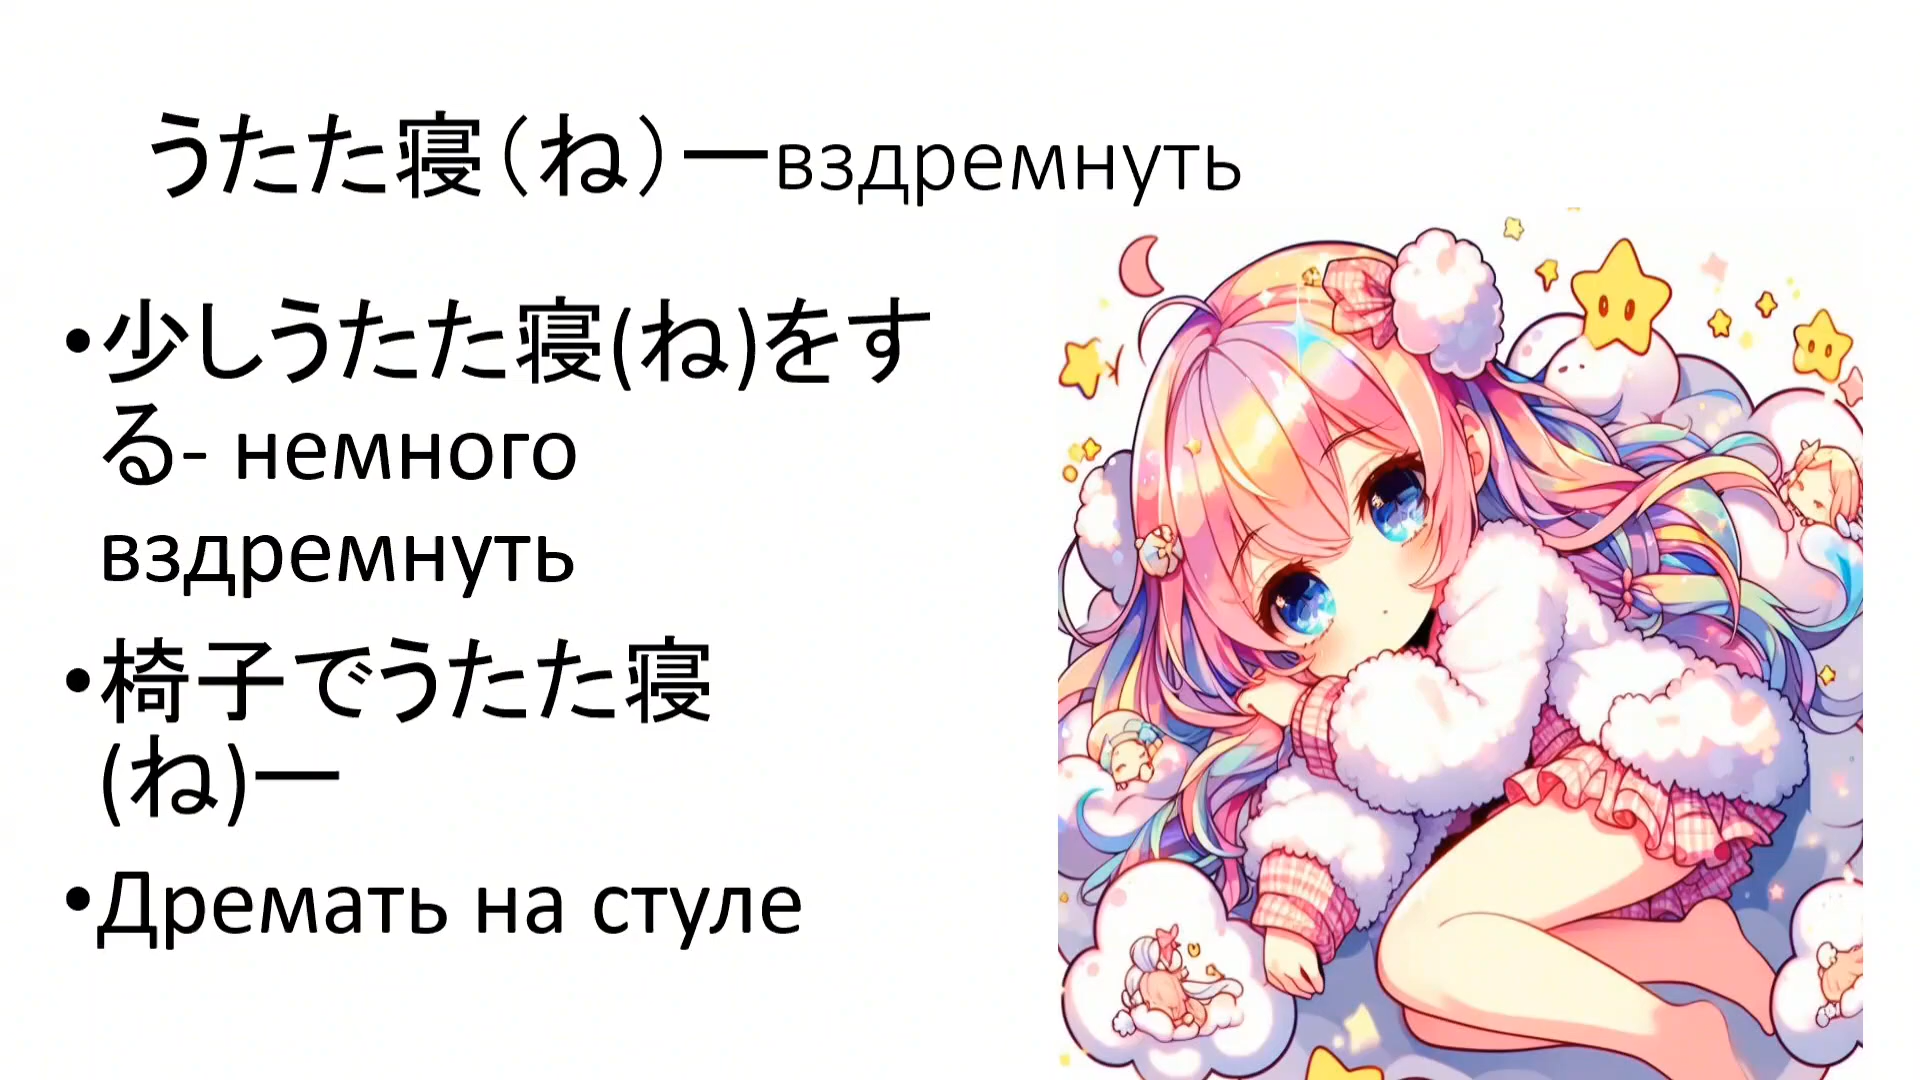 うたた寝（ね）ーвздремнуть
•少しうたた寝(ね)をす
る- немного
вздремнуть
•椅子でうたた寝
(ね)ー
•Дремать на стуле